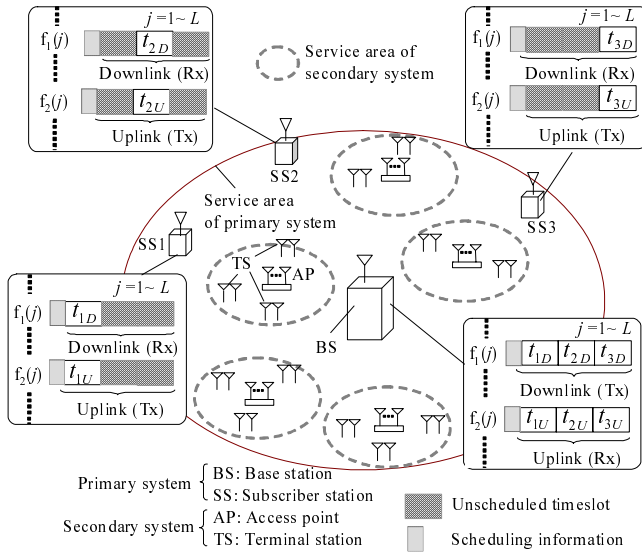 j =1~ L
f1(j)
t2D
Downlink (Rx)
f2(j)
t2U
Uplink (Tx)
Service area of
secondary system
j =1~ L
f1(j)
t3D
Downlink (Rx)
f2(j)
t3U
Uplink (Tx)
SS2
SS3
Service area
of primary system
SS1
TS
AP
BS
j =1~ L
f1(j)
t1D
Downlink (Rx)
f2(j)
t1U
Uplink (Tx)
j =1~ L
f1(j)
t1D t2D t3D
Downlink (Tx)
f2(j)
t1U t2U t3U
Uplink (Rx)
Primary system
BS: Base station
SS: Subscriber station
Secondary system
AP: Access point
TS: Terminal station
Unscheduled timeslot
Scheduling information